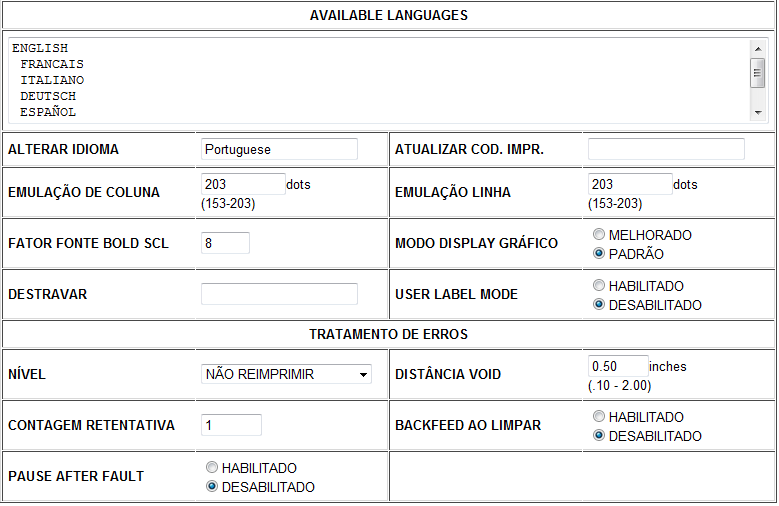 AVAILABLE LANGUAGES
ENGLISH
FRANCAIS
ITALIANO
DEUTSCH
ESPAÑOL
ALTERAR IDIOMA Portuguese ATUALIZAR COD. IMPR.
EMULAÇÃO DE COLUNA 203 dots EMULAÇÃO LINHA 203 dots
(153-203) (153-203)
FATOR FONTE BOLD SCL 8 MODO DISPLAY GRÁFICO MELHORADO
PADRÃO
DESTRAVAR USER LABEL MODE HABILITADO
DESABILITADO
TRATAMENTO DE ERROS
NÍVEL NÃO REIMPRIMIR DISTÂNCIA VOID 0.50 inches
(.10 - 2.00)
CONTAGEM RETENTATIVA 1 BACKFEED AO LIMPAR HABILITADO
DESABILITADO
PAUSE AFTER FAULT HABILITADO
DESABILITADO